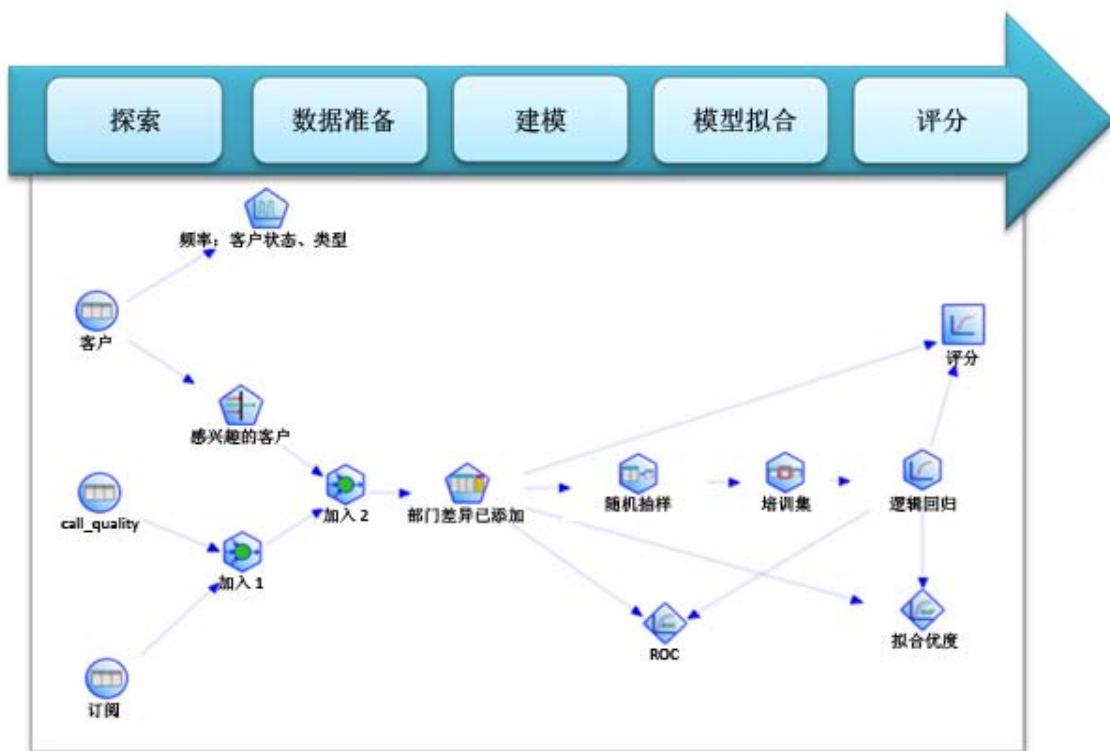 探索
数据准备
建模
模型拟合
评分
频率：客户状态、类型
客户
评分
感兴趣的客户
call_quality
加入 2
部门差异已添加
随机抽样
培训集
逻辑回归
加入 1
ROC
拟合优度
订阅